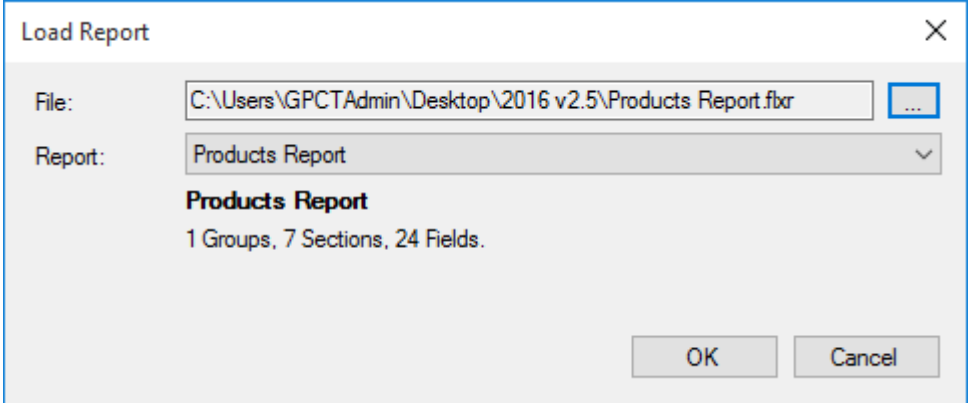 Load Report
File: C:\Users\GPCTAdmin\Desktop\2016 v2.5\Products Report.flxr ...
Report: Products Report
Products Report
1 Groups, 7 Sections, 24 Fields.
OK Cancel